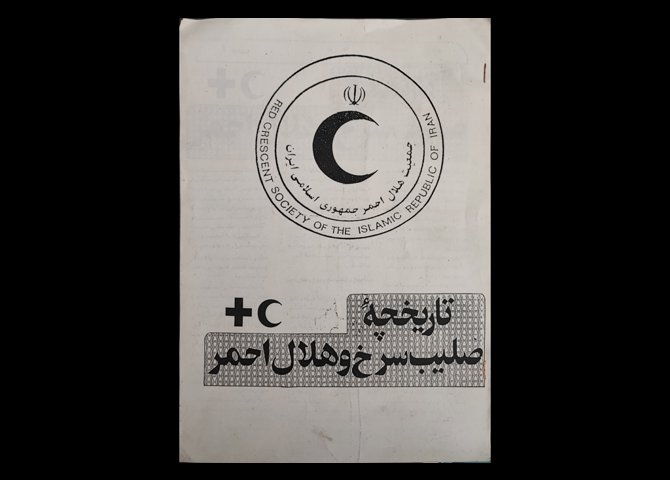 RED CRESCENT SOCIETY OF THE ISLAMIC REPUBLIC OF IRAN
جمعیت هلال احمر جمهوری اسلامی ایران
تاریخچهٔ
صلیب سرخ و هلال احمر